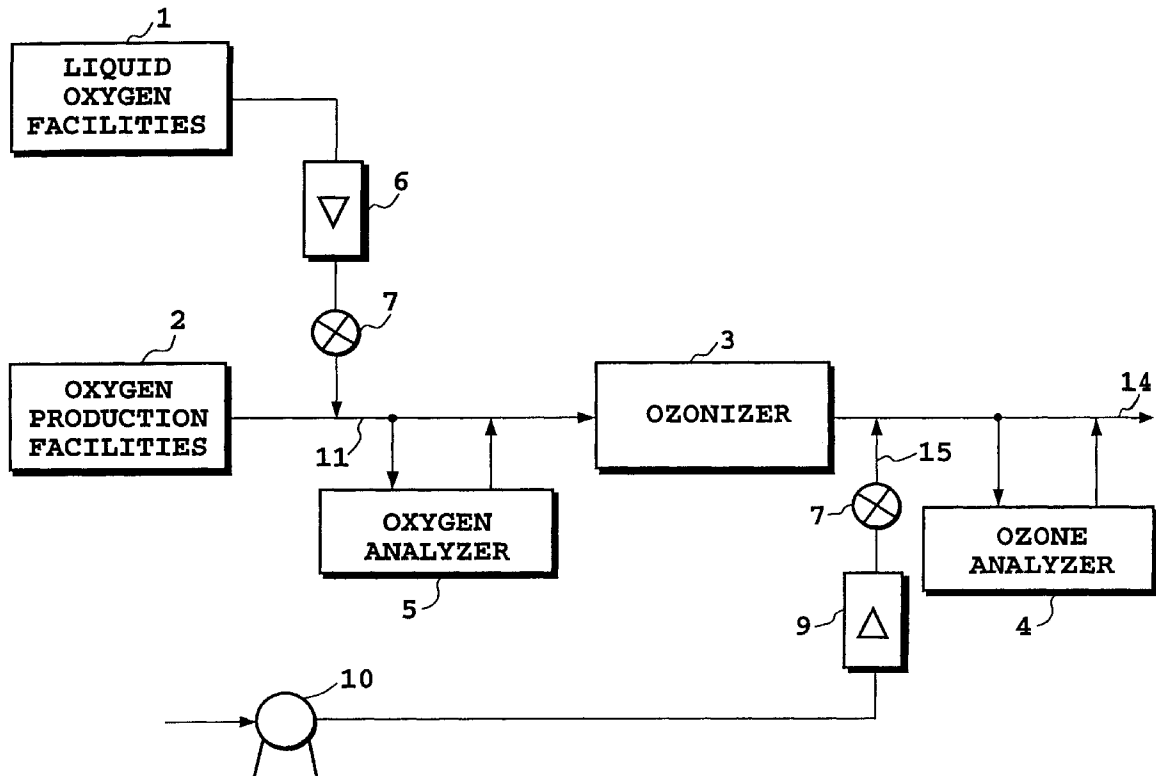 1
LIQUID
OXYGEN
FACILITIES
6
7
2
OXYGEN
PRODUCTION
FACILITIES
11
3
OZONIZER
14
15
7
OXYGEN
ANALYZER
5
OZONE
ANALYZER
4
9
10